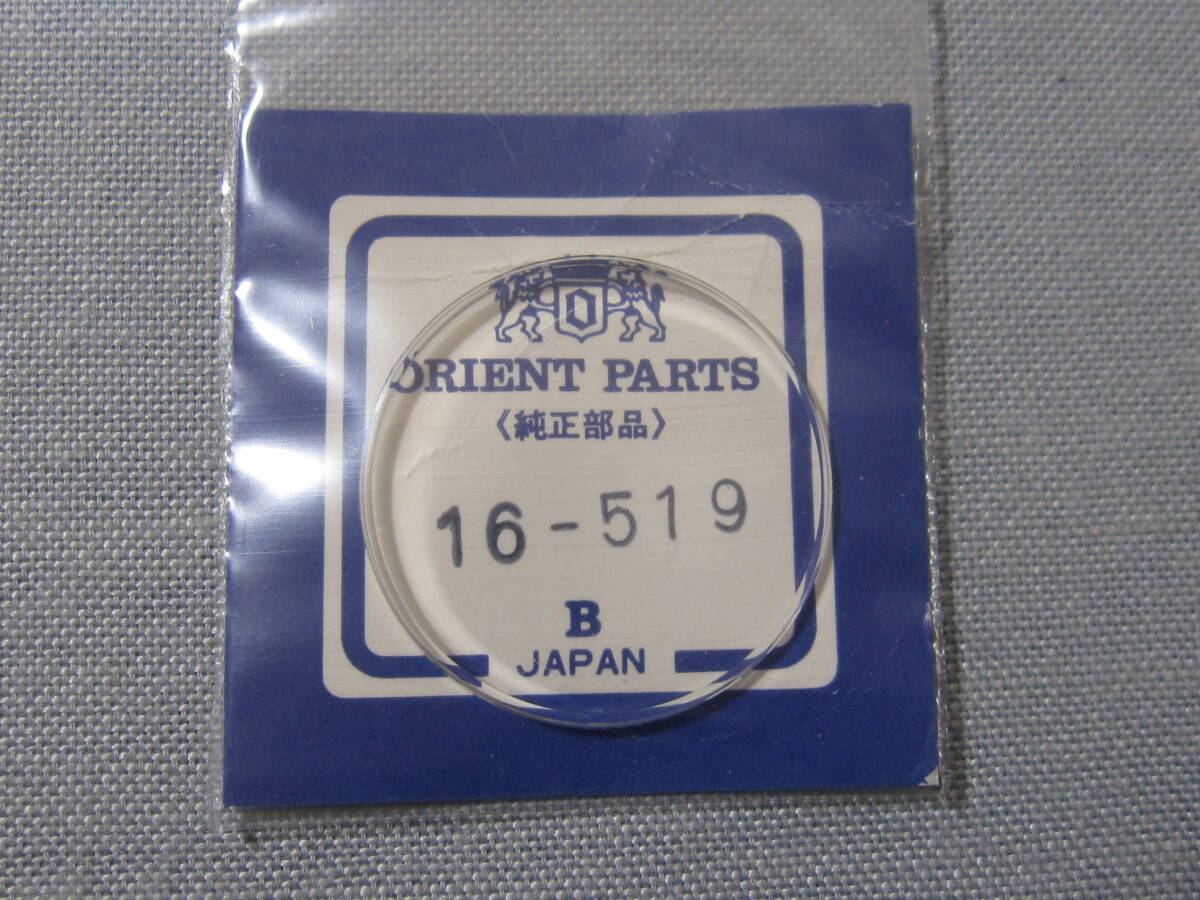 O
ORIENT PARTS
《純正部品》
16-519
B
JAPAN